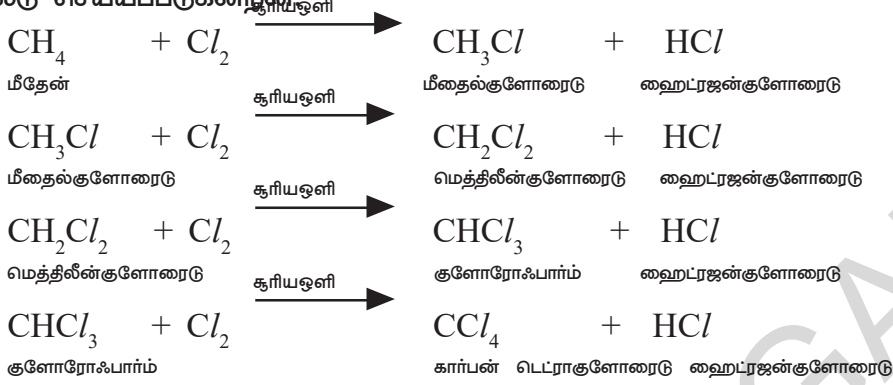 சூரியஒளி
CH₄ + Cl₂ CH₃Cl + HCl
மீதேன் மீதைல்குளோரைடு ஹைட்ரஜன்குளோரைடு
சூரியஒளி
CH₃Cl + Cl₂ CH₂Cl₂ + HCl
மீதைல்குளோரைடு மெத்திலீன்குளோரைடு ஹைட்ரஜன்குளோரைடு
சூரியஒளி
CH₂Cl₂ + Cl₂ CHCl₃ + HCl
மெத்திலீன்குளோரைடு குளோரோஃபார்ம் ஹைட்ரஜன்குளோரைடு
சூரியஒளி
CHCl₃ + Cl₂ CCl₄ + HCl
குளோரோஃபார்ம் கார்பன் டெட்ராகுளோரைடு ஹைட்ரஜன்குளோரைடு